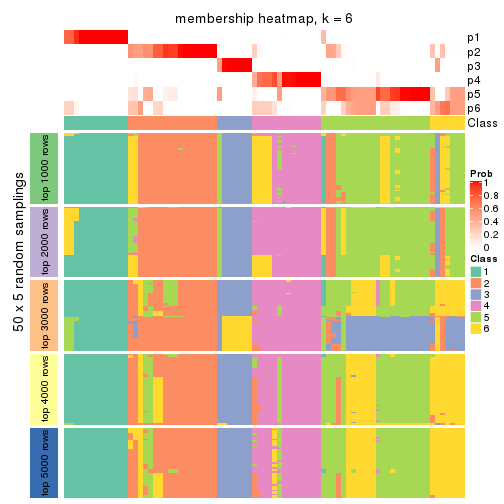 membership heatmap, k = 6
p1
p2
p3
p4
p5
p6
Class
50 x 5 random samplings
top 1000 rows
top 2000 rows
top 3000 rows
top 4000 rows
top 5000 rows
Prob
1
0.8
0.6
0.4
0.2
0
Class
1
2
3
4
5
6